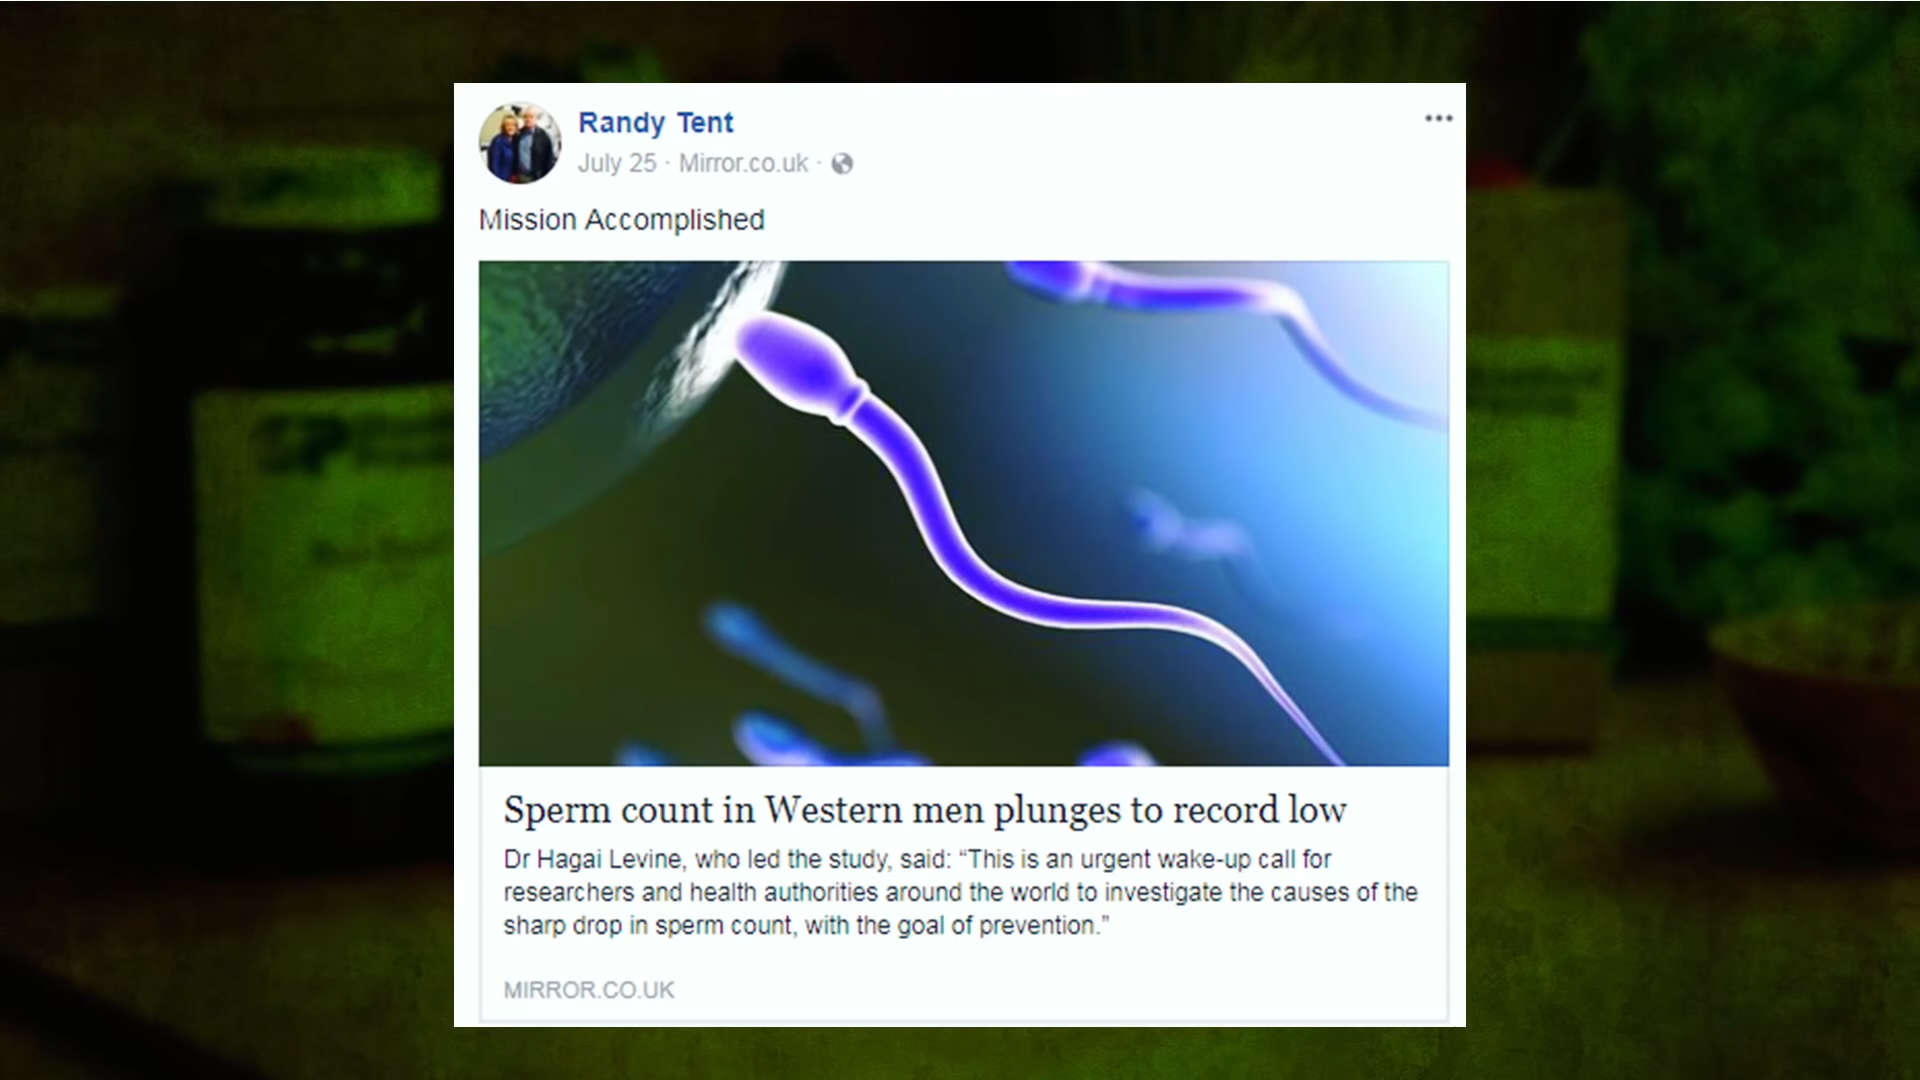 Randy Tent
July 25 · Mirror.co.uk ·
Mission Accomplished
Sperm count in Western men plunges to record low
Dr Hagai Levine, who led the study, said: “This is an urgent wake-up call for
researchers and health authorities around the world to investigate the causes of the
sharp drop in sperm count, with the goal of prevention.”
MIRROR.CO.UK